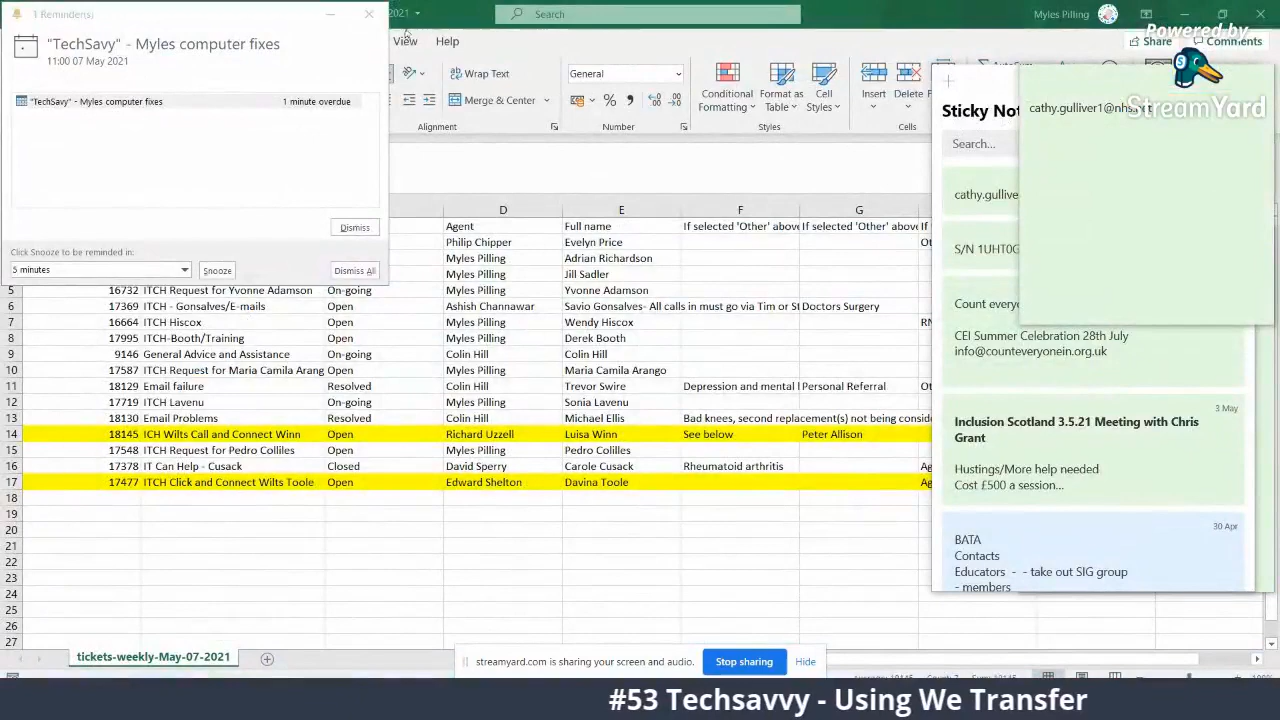 1 Reminder(s)
"TechSavy" - Myles computer fixes
11:00 07 May 2021
"TechSavy" - Myles computer fixes 1 minute overdue
Dismiss
Click Snooze to be reminded in:
5 minutes Snooze Dismiss All
2021 Search Myles Pilling
View Help Share Comments
Wrap Text General
Merge & Center Conditional Formatting Format as Table Cell Styles Insert Delete
Alignment Number Styles Cells
D E F G
Agent Full name If selected 'Other' above If selected 'Other' above If
Philip Chipper Evelyn Price
Myles Pilling Adrian Richardson
Myles Pilling Jill Sadler
5 16732 ITCH Request for Yvonne Adamson On-going Myles Pilling Yvonne Adamson
6 17369 ITCH - Gonsalves/E-mails Open Ashish Channawar Savio Gonsalves- All calls in must go via Tim or St Doctors Surgery
7 16664 ITCH Hiscox Open Myles Pilling Wendy Hiscox
8 17995 ITCH-Booth/Training Open Myles Pilling Derek Booth
9 9146 General Advice and Assistance On-going Colin Hill Colin Hill
10 17587 ITCH Request for Maria Camila Arang On-going Myles Pilling Maria Camila Arango
11 18129 Email failure Resolved Colin Hill Trevor Swire Depression and mental Personal Referral
12 17719 ITCH Lavenu On-going Myles Pilling Sonia Lavenu
13 18130 Email Problems Resolved Colin Hill Michael Ellis Bad knees, second replacement(s) not being conside
14 18145 ICH Wilts Call and Connect Winn Open Richard Uzzell Luisa Winn See below Peter Allison
15 17548 ITCH Request for Pedro Colliles Open Myles Pilling Pedro Colilles
16 17378 IT Can Help - Cusack Closed David Sperry Carole Cusack Rheumatoid arthritis
17 17477 ITCH Click and Connect Wilts Toole Open Edward Shelton Davina Toole
18
19
20
21
22
23
24
25
26
27
Powered by
StreamYard
Sticky Not
cathy.gulliver1@nhs.net
Search...
cathy.gullive
S/N 1UHT0G
Count everyo
CEI Summer Celebration 28th July
info@counteveryonein.org.uk
3 May
Inclusion Scotland 3.5.21 Meeting with Chris
Grant
Hustings/More help needed
Cost £500 a session...
30 Apr
BATA
Contacts
Educators - - take out SIG group
- members
tickets-weekly-May-07-2021
streamyard.com is sharing your screen and audio. Stop sharing Hide
#53 Techsavvy - Using We Transfer